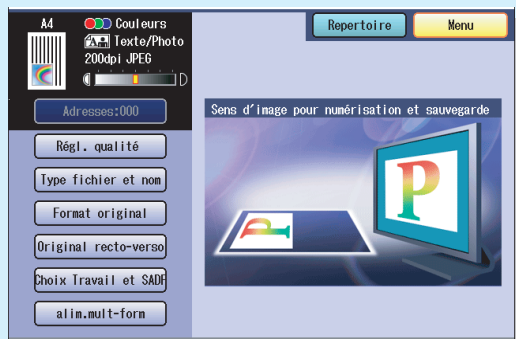 A4
Couleurs
A Texte/Photo
200dpi JPEG
Adresses:000
Régl. qualité
Type fichier et nom
Format original
Original recto-verso
Choix Travail et SADF
alim.mult-form
Repertoire
Menu
Sens d'image pour numérisation et sauvegarde
P
P